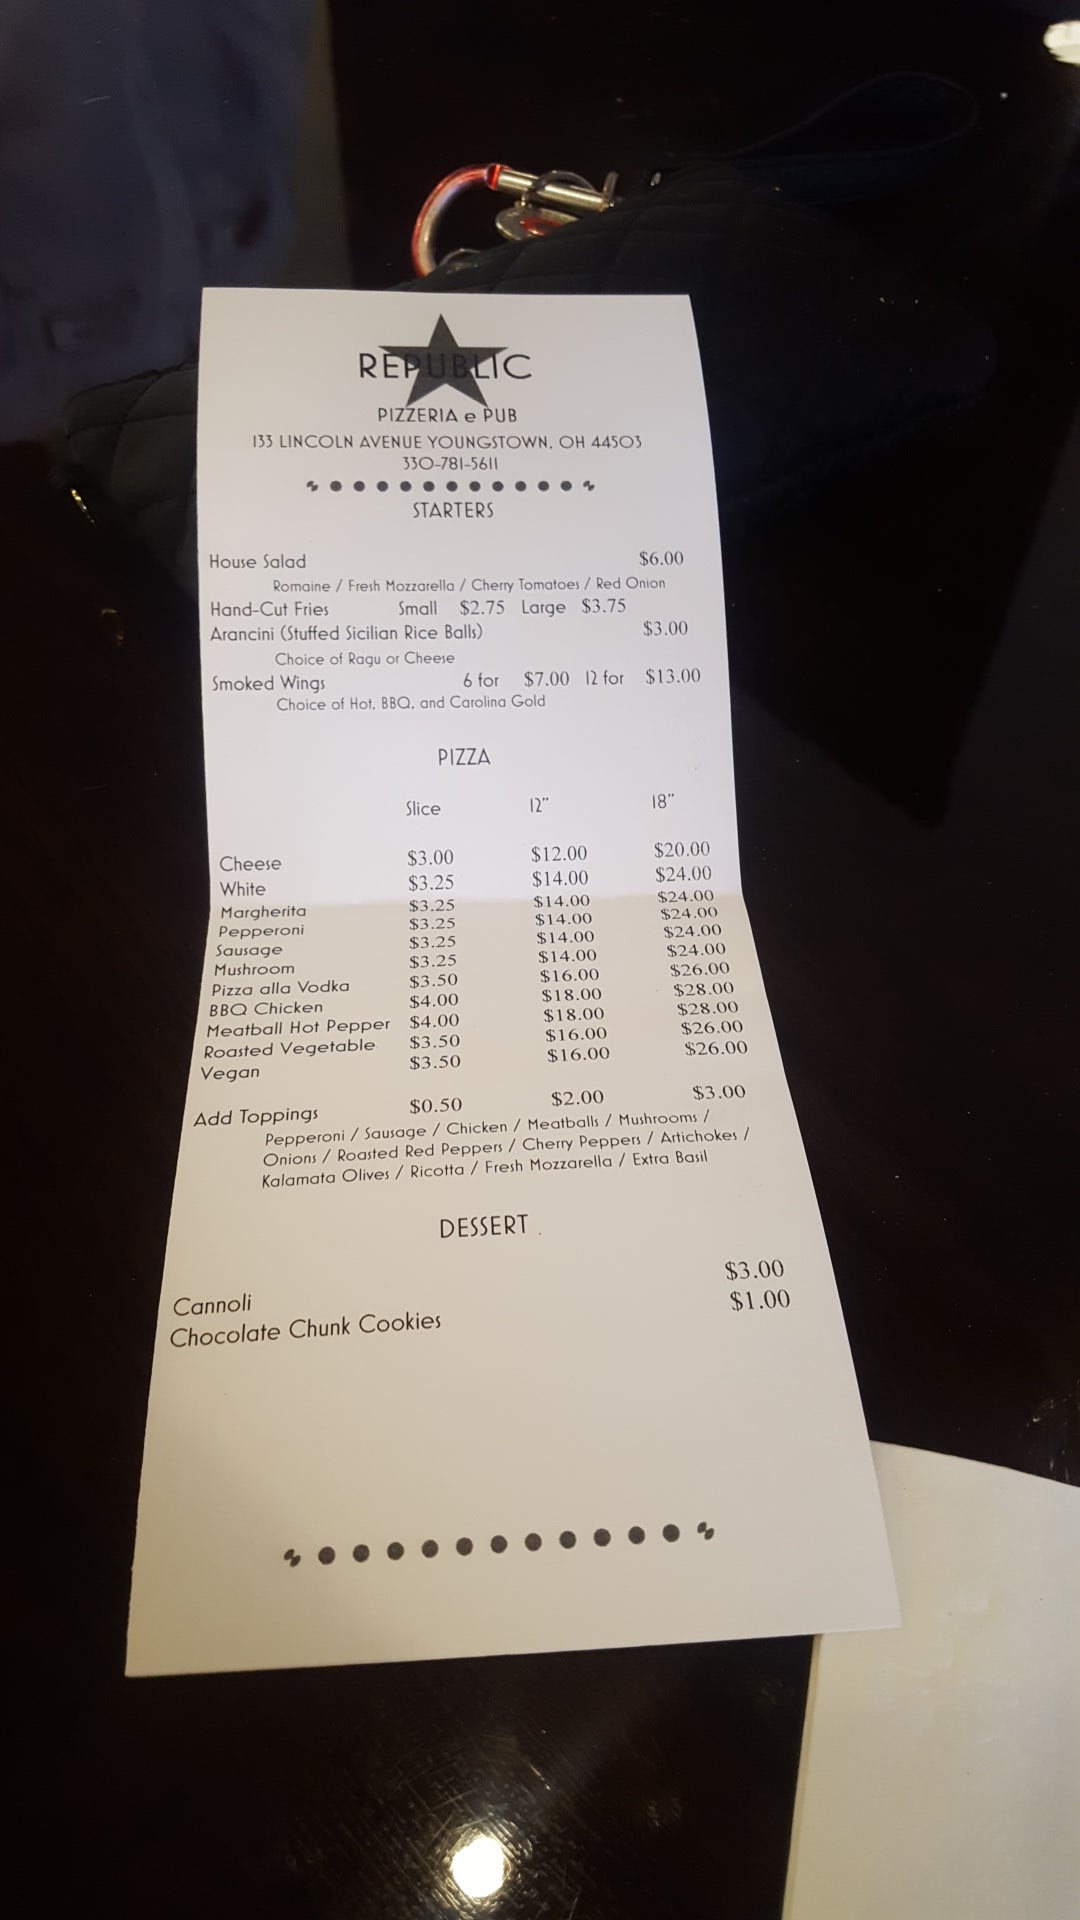 REPUBLIC
PIZZERIA e PUB
133 LINCOLN AVENUE YOUNGSTOWN, OH 44503
330-781-5611
STARTERS
House Salad $6.00
Romaine / Fresh Mozzarella / Cherry Tomatoes / Red Onion
Hand-Cut Fries Small $2.75 Large $3.75
Arancini (Stuffed Sicilian Rice Balls) $3.00
Choice of Ragu or Cheese
Smoked Wings 6 for $7.00 12 for $13.00
Choice of Hot, BBQ, and Carolina Gold
PIZZA
Slice 12" 18"
Cheese $3.00 $12.00 $20.00
White $3.25 $14.00 $24.00
Margherita $3.25 $14.00 $24.00
Pepperoni $3.25 $14.00 $24.00
Sausage $3.25 $14.00 $24.00
Mushroom $3.25 $14.00 $24.00
Pizza alla Vodka $3.50 $16.00 $26.00
BBQ Chicken $4.00 $18.00 $28.00
Meatball Hot Pepper $4.00 $18.00 $28.00
Roasted Vegetable $3.50 $16.00 $26.00
Vegan $3.50 $16.00 $26.00
Add Toppings $0.50 $2.00 $3.00
Pepperoni / Sausage / Chicken / Meatballs / Mushrooms /
Onions / Roasted Red Peppers / Cherry Peppers / Artichokes /
Kalamata Olives / Ricotta / Fresh Mozzarella / Extra Basil
DESSERT
Cannoli $3.00
Chocolate Chunk Cookies $1.00